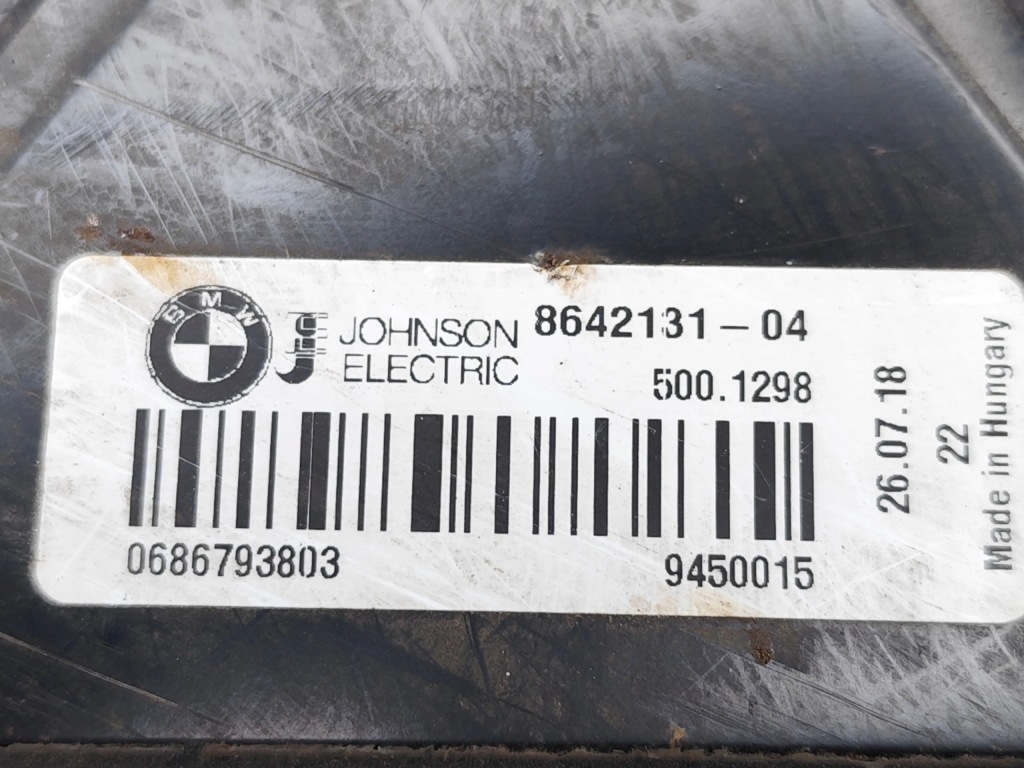 BMW
JOHNSON
ELECTRIC
8642131-04
500.1298
0686793803
9450015
26.07.18
22
Made in Hungary